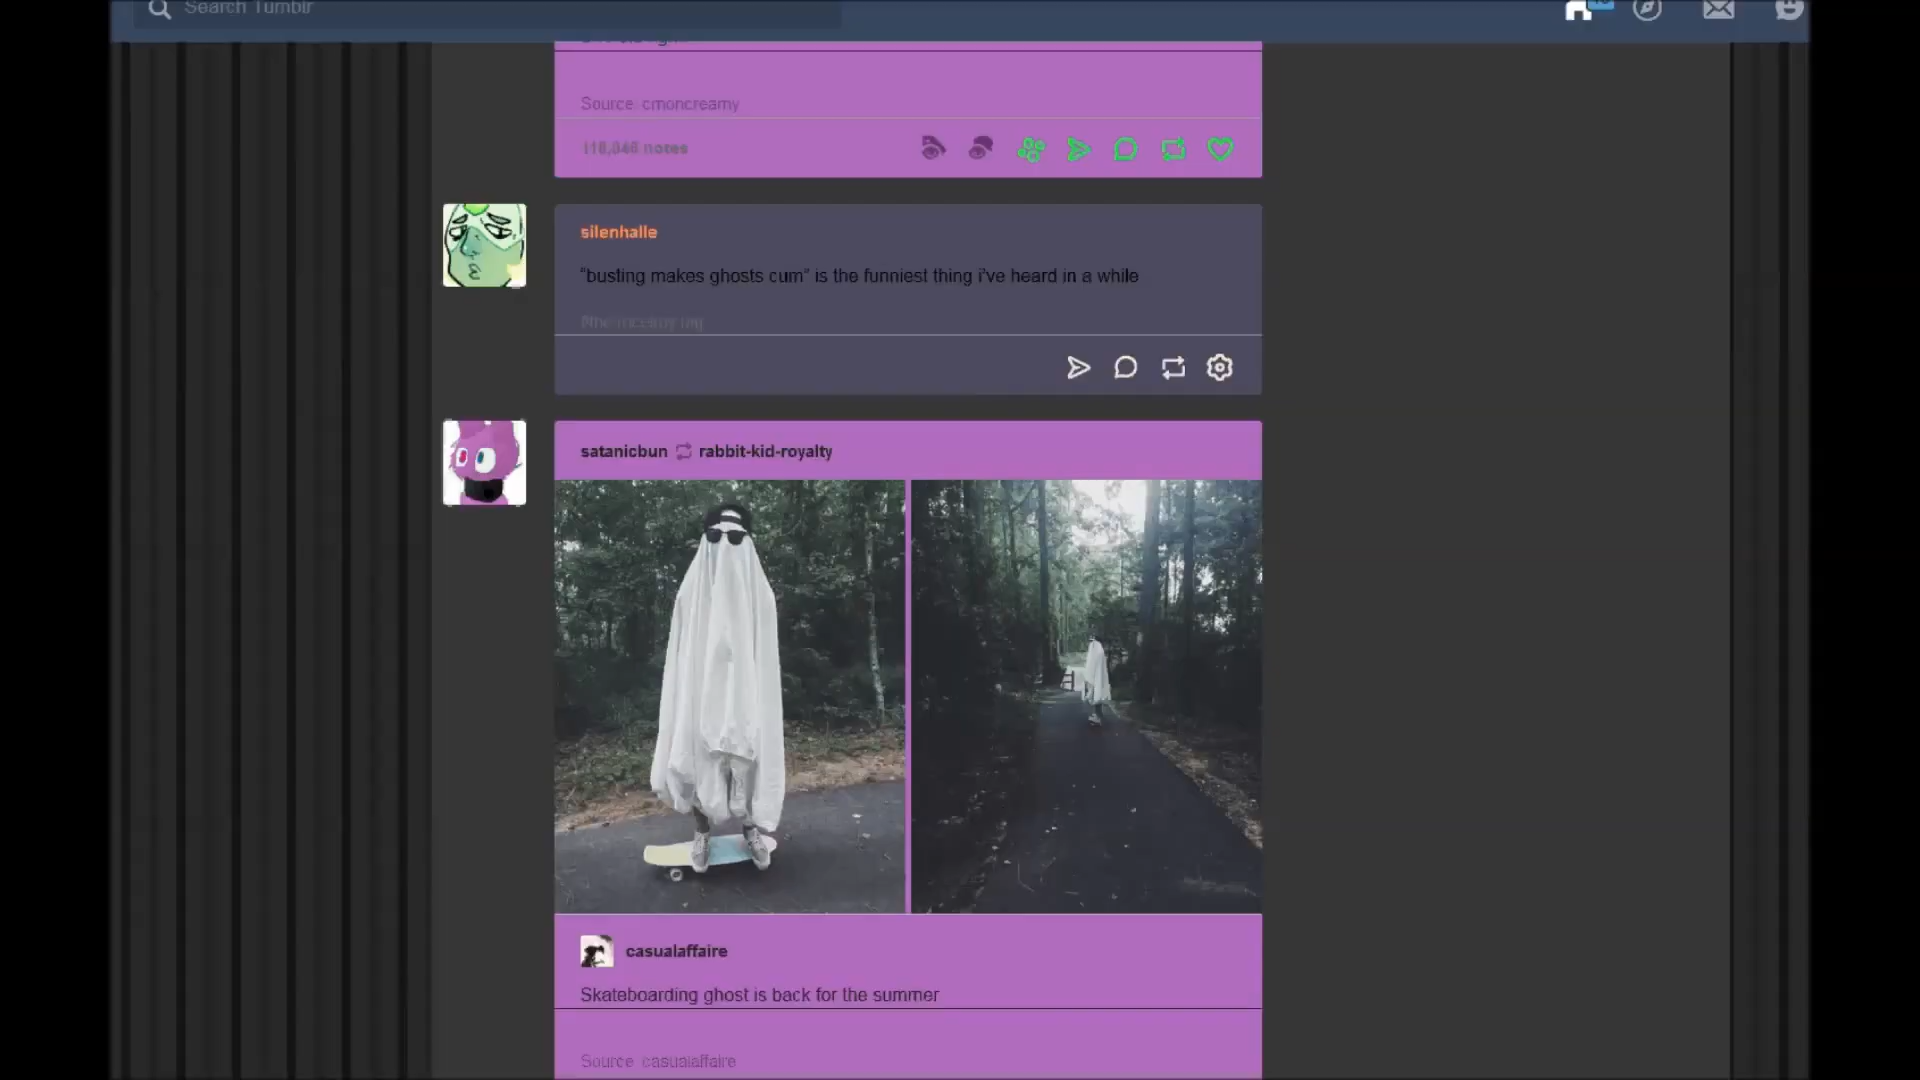 Search Tumblr
Source: cmoncreamy
notes
silenhalle
“busting makes ghosts cum” is the funniest thing i've heard in a while
satanicbun rabbit-kid-royalty
casualaffaire
Skateboarding ghost is back for the summer
Source: casualaffaire